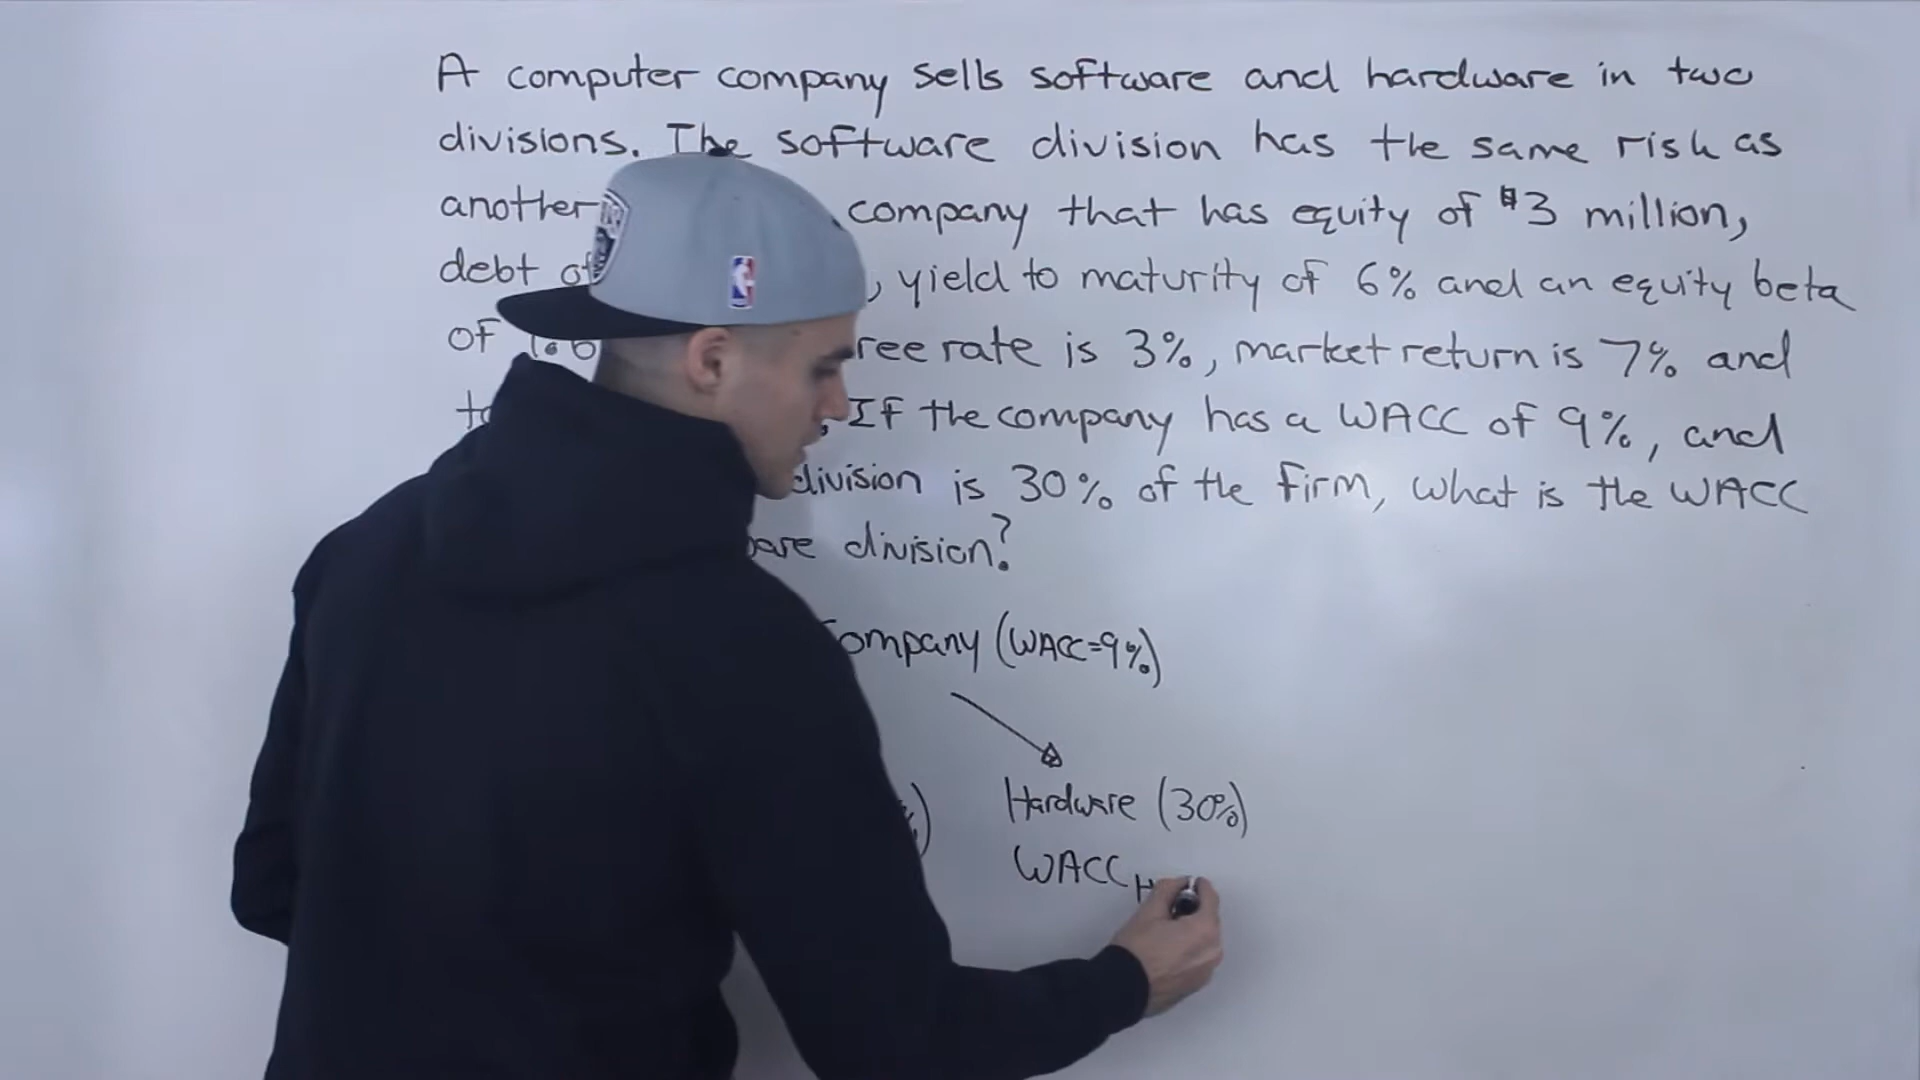 A computer company sells software and hardware in two
divisions. The software division has the same risk as
another company that has equity of $3 million,
debt of , yield to maturity of 6% and an equity beta
of 1.6 rate is 3%, market return is 7% and
If the company has a WACC of 9%, and
division is 30% of the firm, what is the WACC
division?
Company (WACC=9%)
Hardware (30%)
WACC H